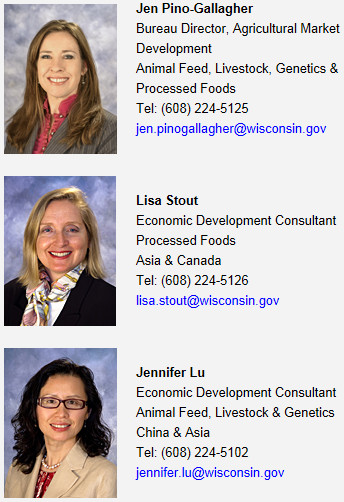 Jen Pino-Gallagher
Bureau Director, Agricultural Market
Development
Animal Feed, Livestock, Genetics &
Processed Foods
Tel: (608) 224-5125
jen.pinogallagher@wisconsin.gov
Lisa Stout
Economic Development Consultant
Processed Foods
Asia & Canada
Tel: (608) 224-5126
lisa.stout@wisconsin.gov
Jennifer Lu
Economic Development Consultant
Animal Feed, Livestock & Genetics
China & Asia
Tel: (608) 224-5102
jennifer.lu@wisconsin.gov